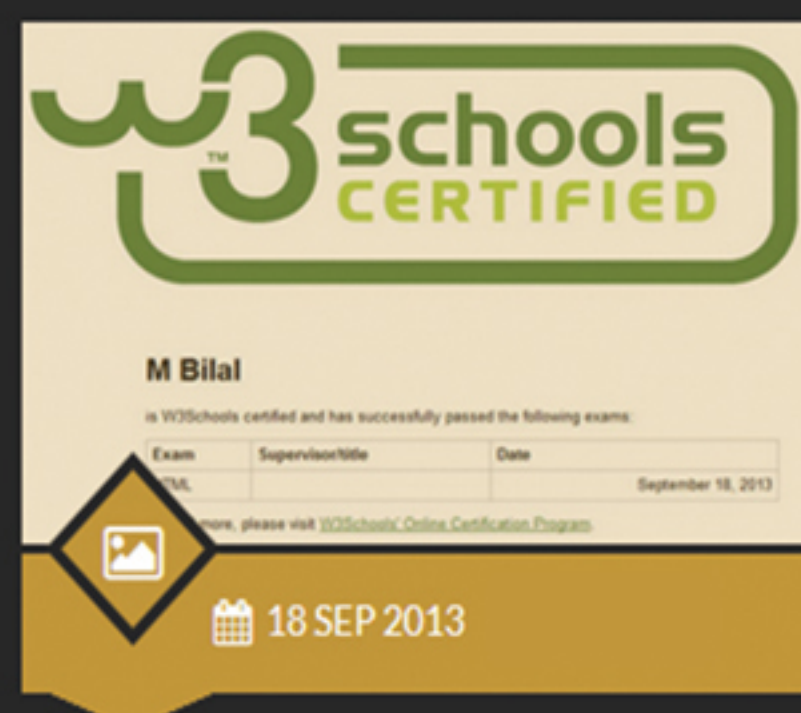 w3schools
™
CERTIFIED
M Bilal
is W3Schools certified and has successfully passed the following exams:
Exam Supervisor/title Date
September 18, 2013
more, please visit W3Schools' Online Certification Program.
18 SEP 2013